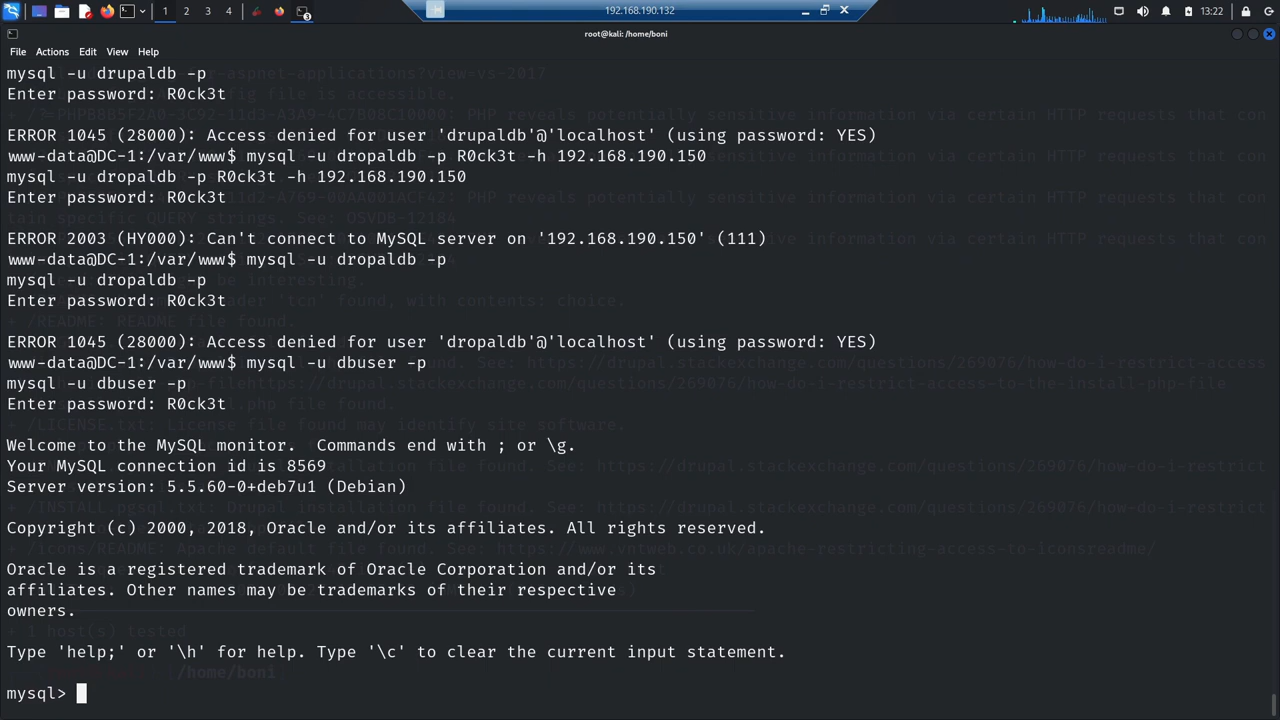 1 2 3 4 3 192.168.190.132 13:22
root@kali: /home/boni
File Actions Edit View Help
mysql -u drupaldb -p
Enter password: R0ck3t
ERROR 1045 (28000): Access denied for user 'drupaldb'@'localhost' (using password: YES)
www-data@DC-1:/var/www$ mysql -u dropaldb -p R0ck3t -h 192.168.190.150
mysql -u dropaldb -p R0ck3t -h 192.168.190.150
Enter password: R0ck3t
ERROR 2003 (HY000): Can't connect to MySQL server on '192.168.190.150' (111)
www-data@DC-1:/var/www$ mysql -u dropaldb -p
mysql -u dropaldb -p
Enter password: R0ck3t
ERROR 1045 (28000): Access denied for user 'dropaldb'@'localhost' (using password: YES)
www-data@DC-1:/var/www$ mysql -u dbuser -p
mysql -u dbuser -p
Enter password: R0ck3t
Welcome to the MySQL monitor.  Commands end with ; or \g.
Your MySQL connection id is 8569
Server version: 5.5.60-0+deb7u1 (Debian)
Copyright (c) 2000, 2018, Oracle and/or its affiliates. All rights reserved.
Oracle is a registered trademark of Oracle Corporation and/or its
affiliates. Other names may be trademarks of their respective
owners.
Type 'help;' or '\h' for help. Type '\c' to clear the current input statement.
mysql>